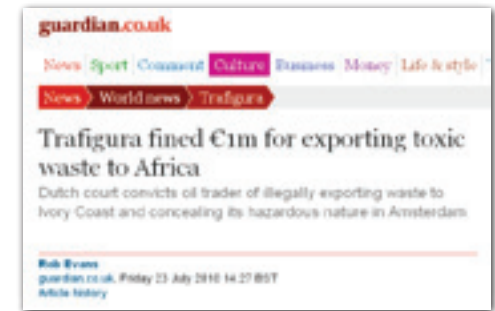 guardian.co.uk
News Sport Comment Culture Business Money Life & style
News World news Trafigura
Trafigura fined €1m for exporting toxic
waste to Africa
Dutch court convicts oil trader of illegally exporting waste to
Ivory Coast and concealing its hazardous nature in Amsterdam
Rob Evans
guardian.co.uk, Friday 23 July 2010 14.27 BST
Article history